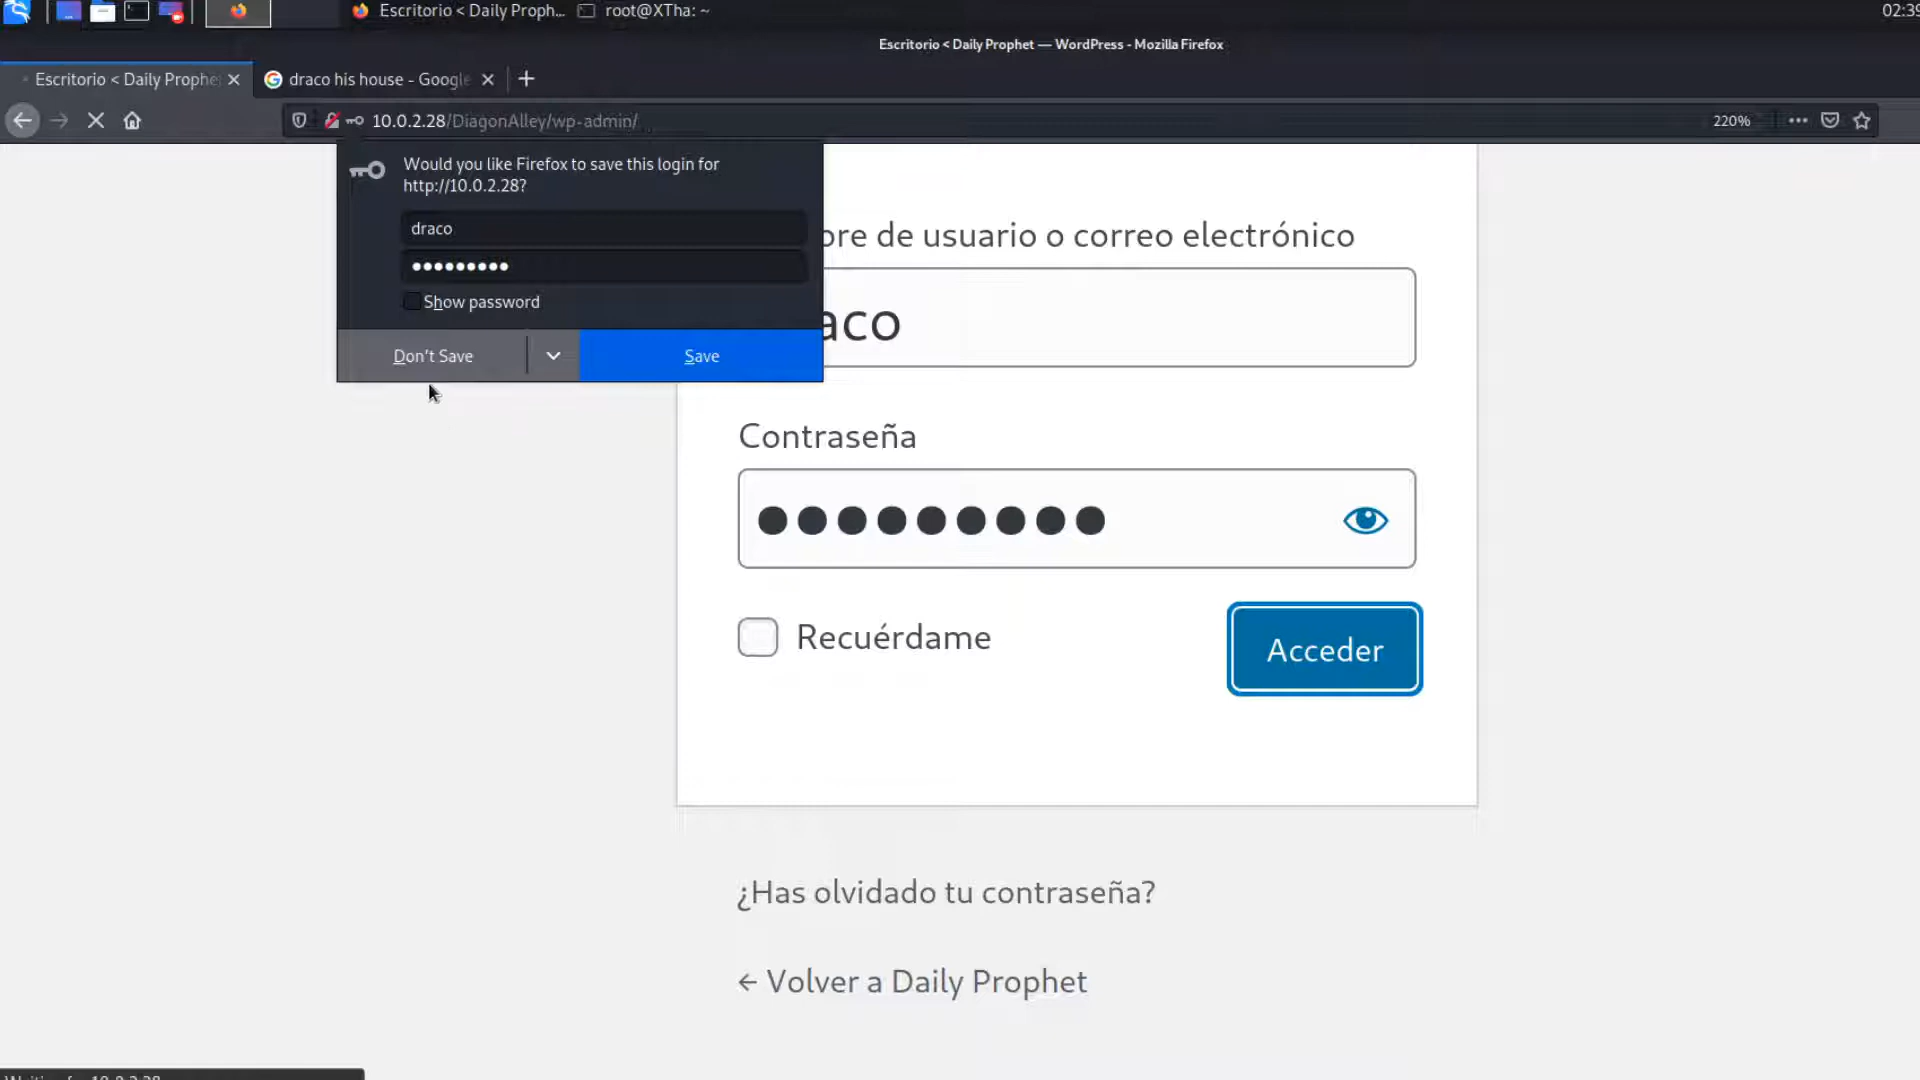 Escritorio < Daily Proph... root@XTha: ~ 02:39
Escritorio < Daily Prophet — WordPress - Mozilla Firefox
Escritorio < Daily Prophe draco his house - Google
10.0.2.28/DiagonAlley/wp-admin/ 220%
Would you like Firefox to save this login for
http://10.0.2.28?
draco
Show password
Don't Save Save
bre de usuario o correo electrónico
aco
Contraseña
Recuérdame
Acceder
¿Has olvidado tu contraseña?
← Volver a Daily Prophet